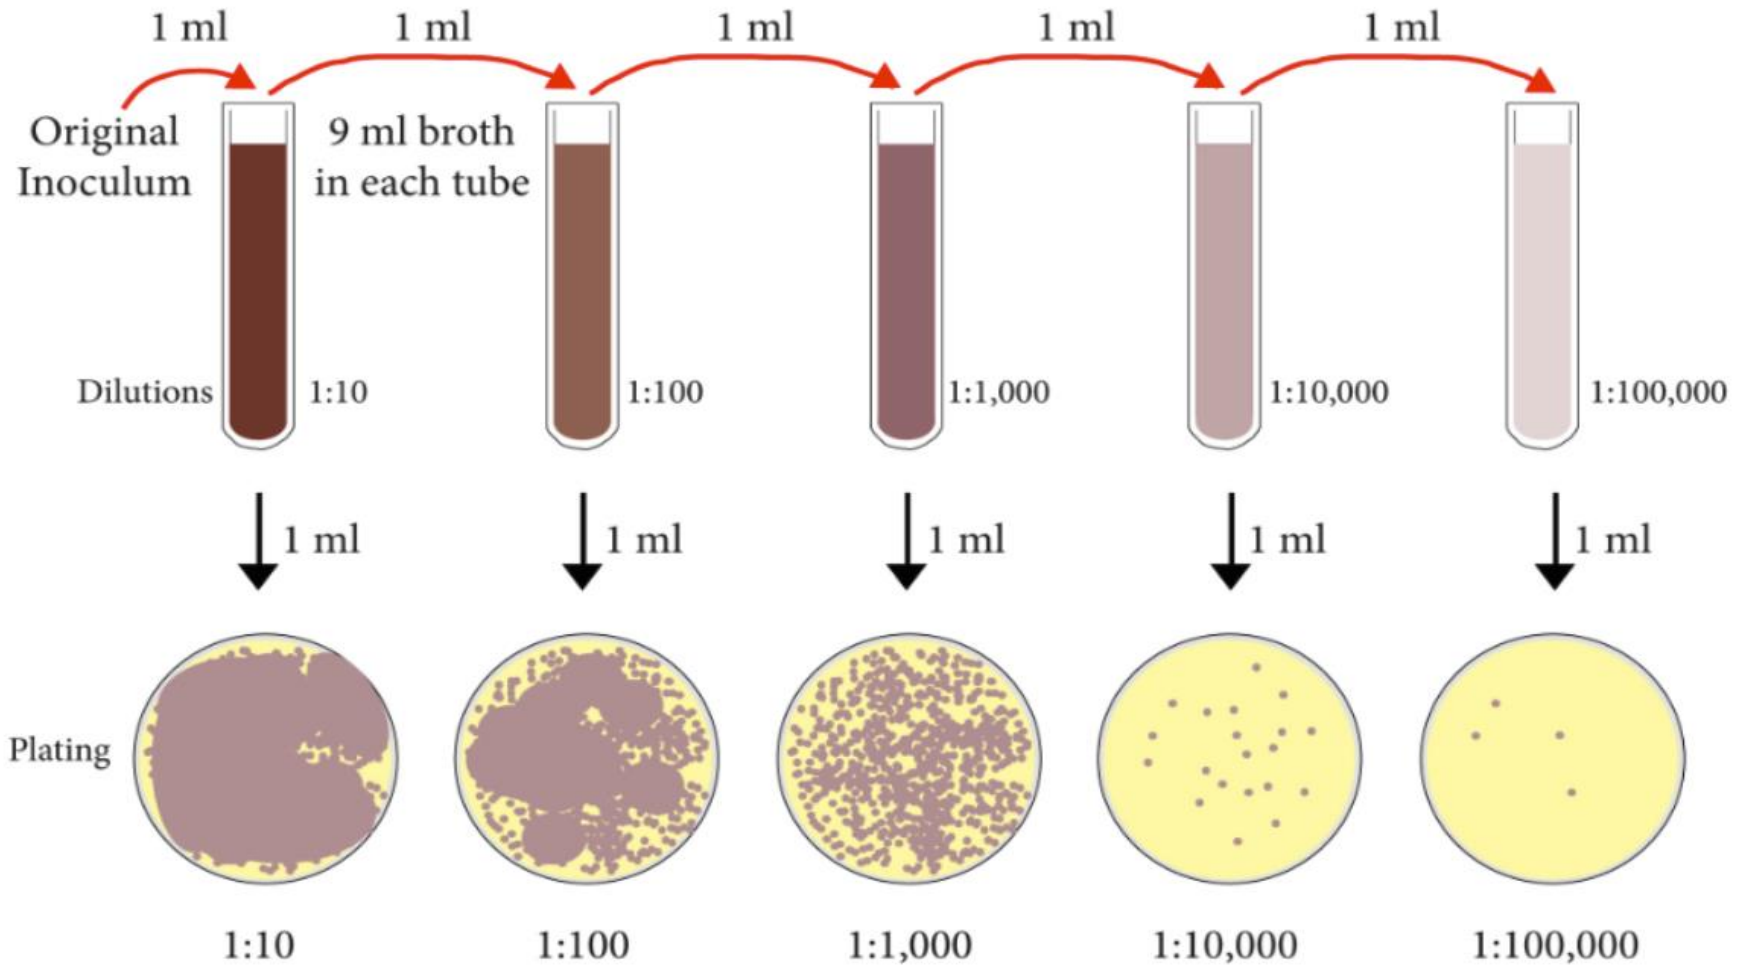 1 ml
1 ml
1 ml
1 ml
1 ml
Original
Inoculum
9 ml broth
in each tube
Dilutions
1:10
1:100
1:1,000
1:10,000
1:100,000
1 ml
1 ml
1 ml
1 ml
1 ml
Plating
1:10
1:100
1:1,000
1:10,000
1:100,000